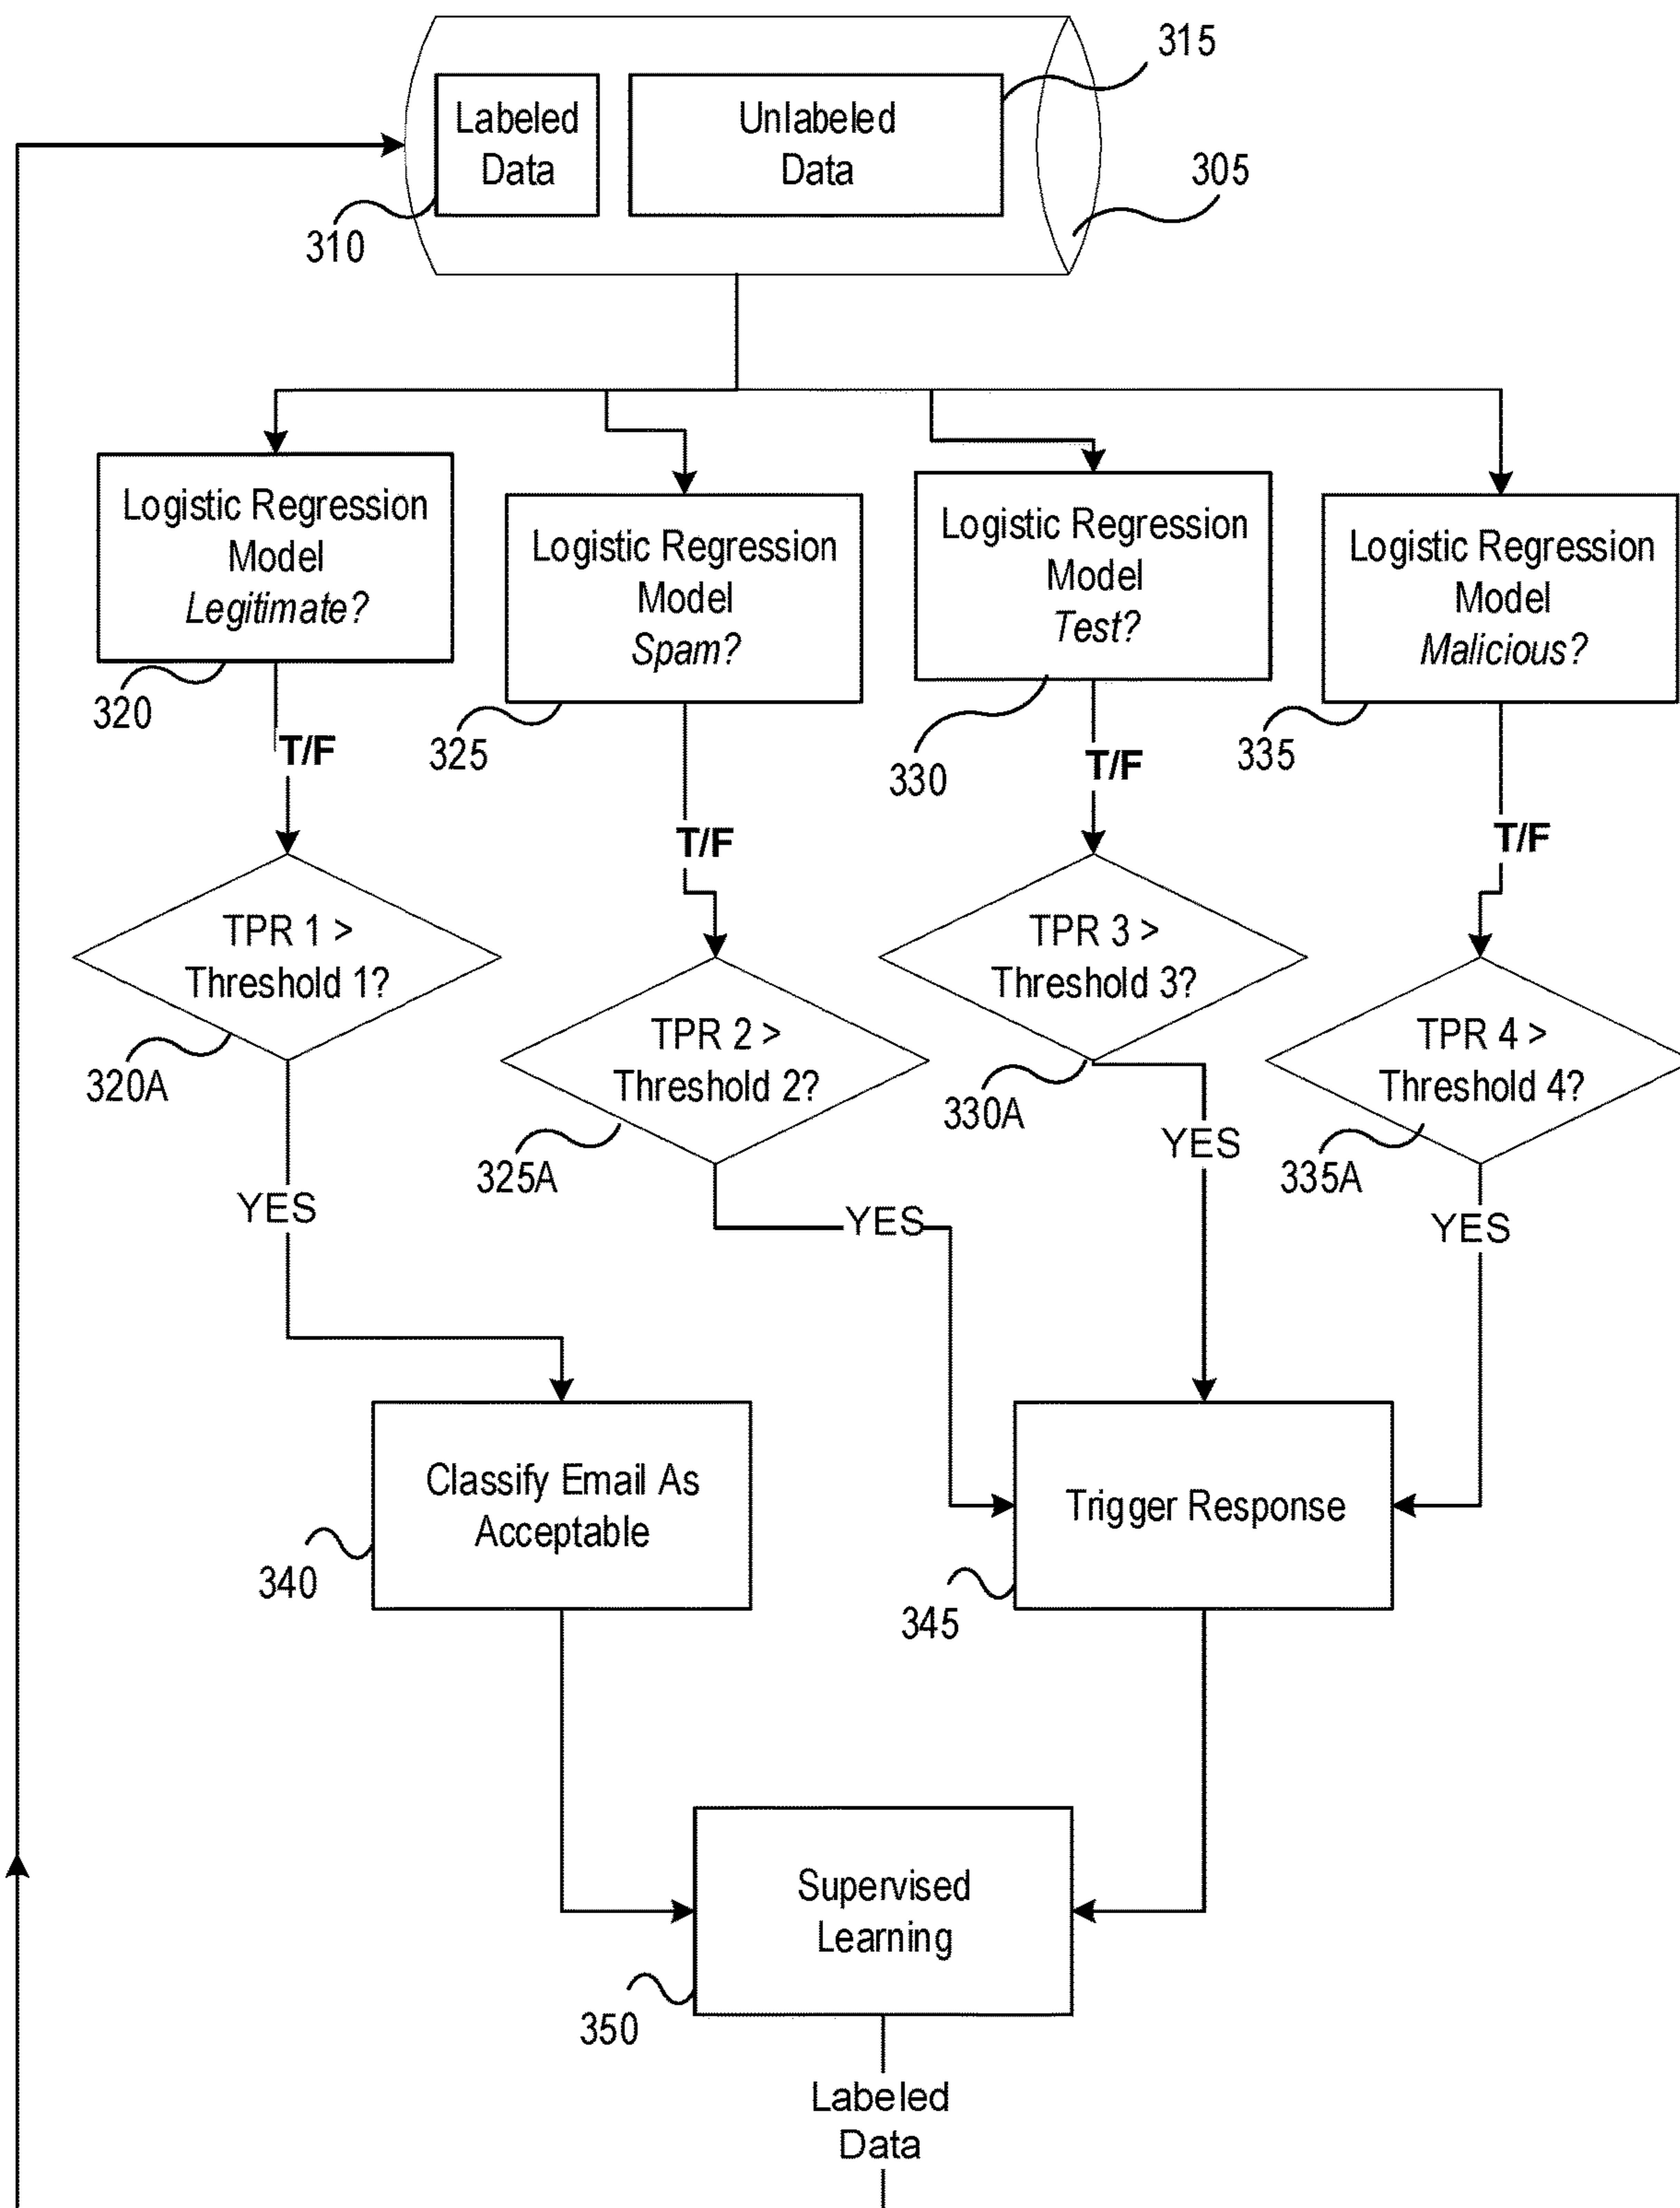 315
Labeled
Data
Unlabeled
Data
305
310
Logistic Regression
Model
Legitimate?
320
Logistic Regression
Model
Spam?
325
Logistic Regression
Model
Test?
330
Logistic Regression
Model
Malicious?
335
T/F
T/F
T/F
T/F
TPR 1 >
Threshold 1?
320A
TPR 2 >
Threshold 2?
325A
TPR 3 >
Threshold 3?
330A
TPR 4 >
Threshold 4?
335A
YES
YES
YES
YES
Classify Email As
Acceptable
340
Trigger Response
345
Supervised
Learning
350
Labeled
Data